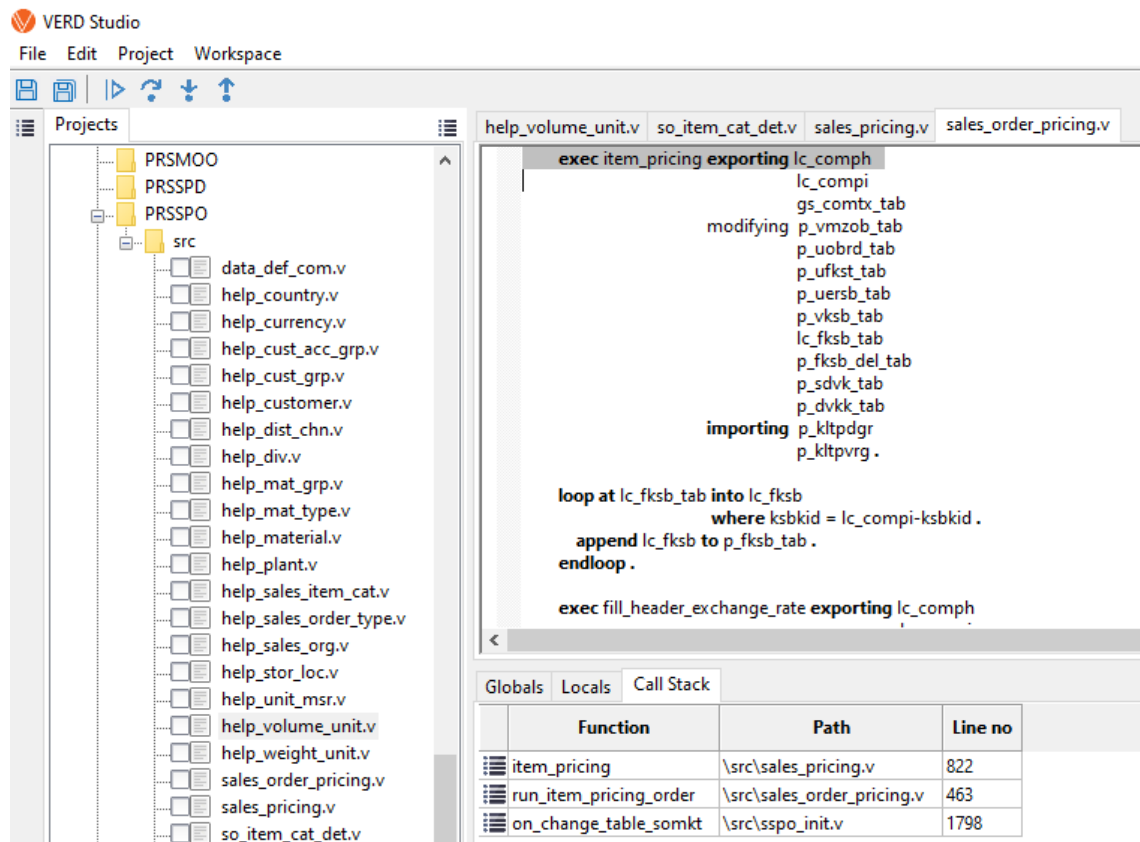 VERD Studio
File Edit Project Workspace
Projects
PRSMOO
PRSSPD
PRSSPO
src
data_def_com.v
help_country.v
help_currency.v
help_cust_acc_grp.v
help_cust_grp.v
help_customer.v
help_dist_chn.v
help_div.v
help_mat_grp.v
help_mat_type.v
help_material.v
help_plant.v
help_sales_item_cat.v
help_sales_order_type.v
help_sales_org.v
help_stor_loc.v
help_unit_msr.v
help_volume_unit.v
help_weight_unit.v
sales_order_pricing.v
sales_pricing.v
so_item_cat_det.v
help_volume_unit.v so_item_cat_det.v sales_pricing.v sales_order_pricing.v
exec item_pricing exporting lc_comph
lc_compi
gs_comtx_tab
modifying p_vmzob_tab
p_uobrd_tab
p_ufkst_tab
p_uersb_tab
p_vksb_tab
lc_fksb_tab
p_fksb_del_tab
p_sdvk_tab
p_dvkk_tab
importing p_kltpdgr
p_kltpvrg .
loop at lc_fksb_tab into lc_fksb
where ksbkid = lc_compi-ksbkid .
append lc_fksb to p_fksb_tab .
endloop .
exec fill_header_exchange_rate exporting lc_comph
Globals Locals Call Stack
Function Path Line no
item_pricing \src\sales_pricing.v 822
run_item_pricing_order \src\sales_order_pricing.v 463
on_change_table_somkt \src\sspo_init.v 1798